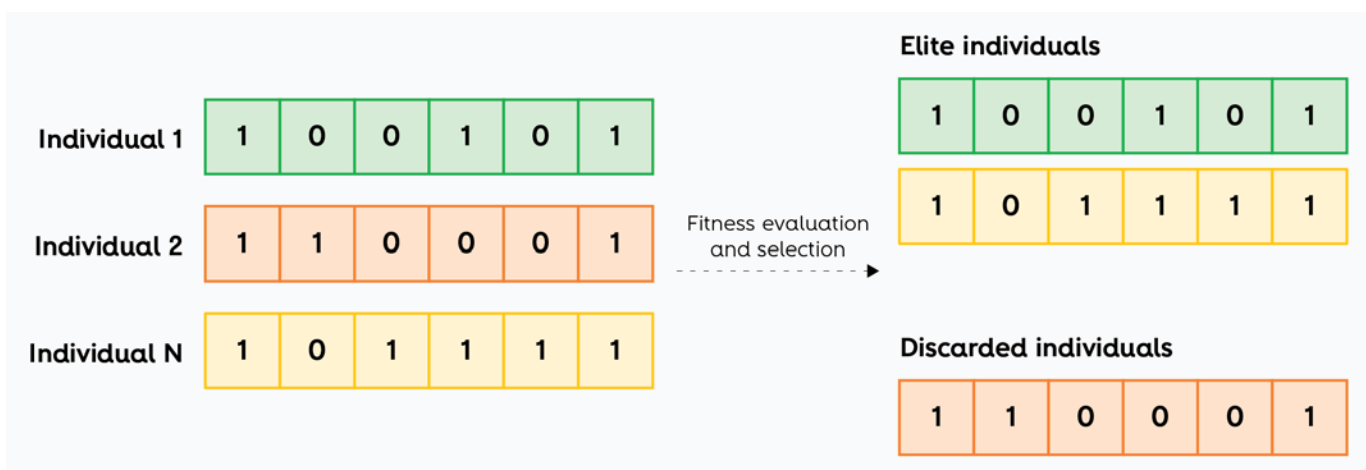 Individual 1 1 0 0 1 0 1
Individual 2 1 1 0 0 0 1
Individual N 1 0 1 1 1 1
Fitness evaluation
and selection
Elite individuals
1 0 0 1 0 1
1 0 1 1 1 1
Discarded individuals
1 1 0 0 0 1